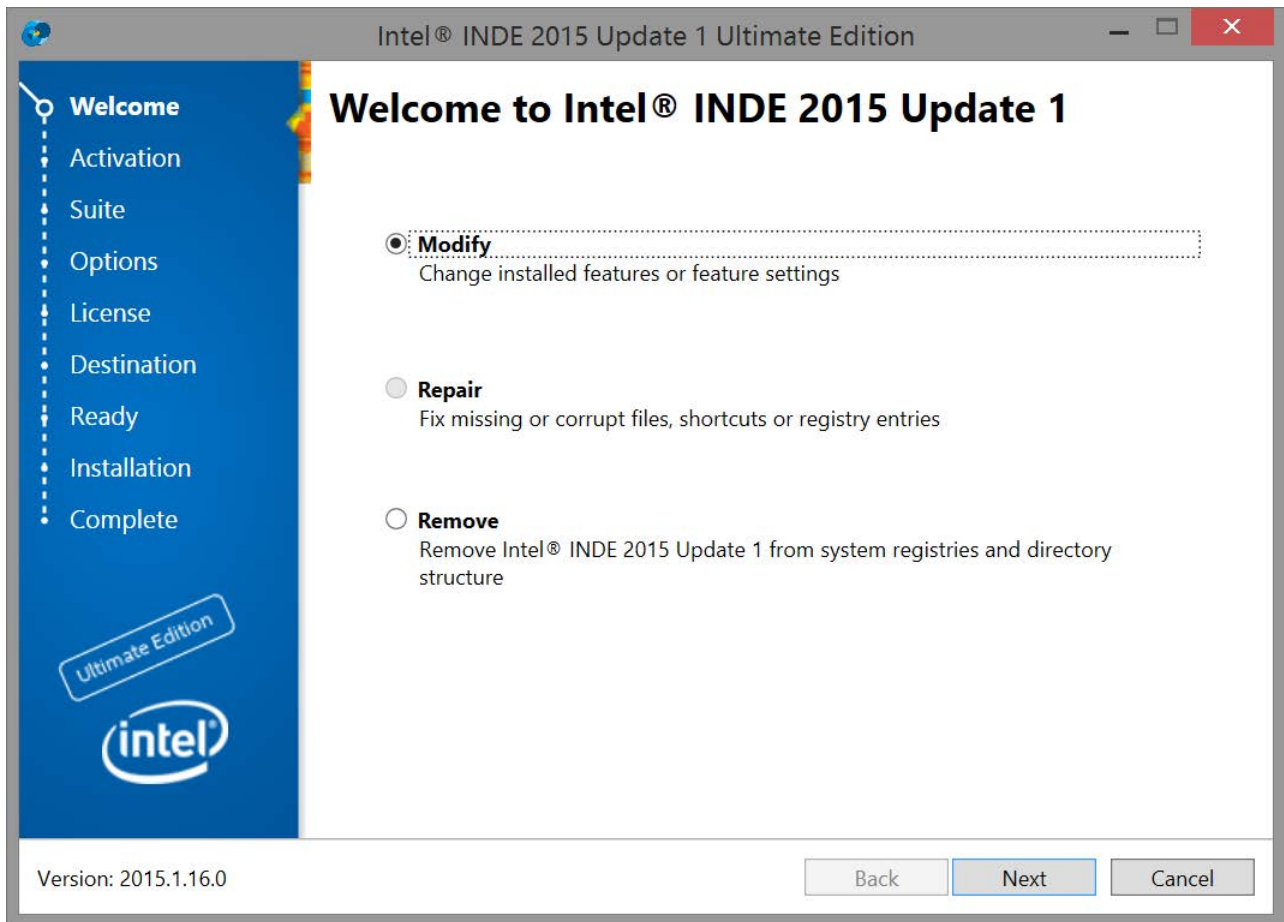 Intel® INDE 2015 Update 1 Ultimate Edition
Welcome
Activation
Suite
Options
License
Destination
Ready
Installation
Complete
Ultimate Edition
intel®
Welcome to Intel® INDE 2015 Update 1
Modify
Change installed features or feature settings
Repair
Fix missing or corrupt files, shortcuts or registry entries
Remove
Remove Intel® INDE 2015 Update 1 from system registries and directory
structure
Version: 2015.1.16.0
Back
Next
Cancel